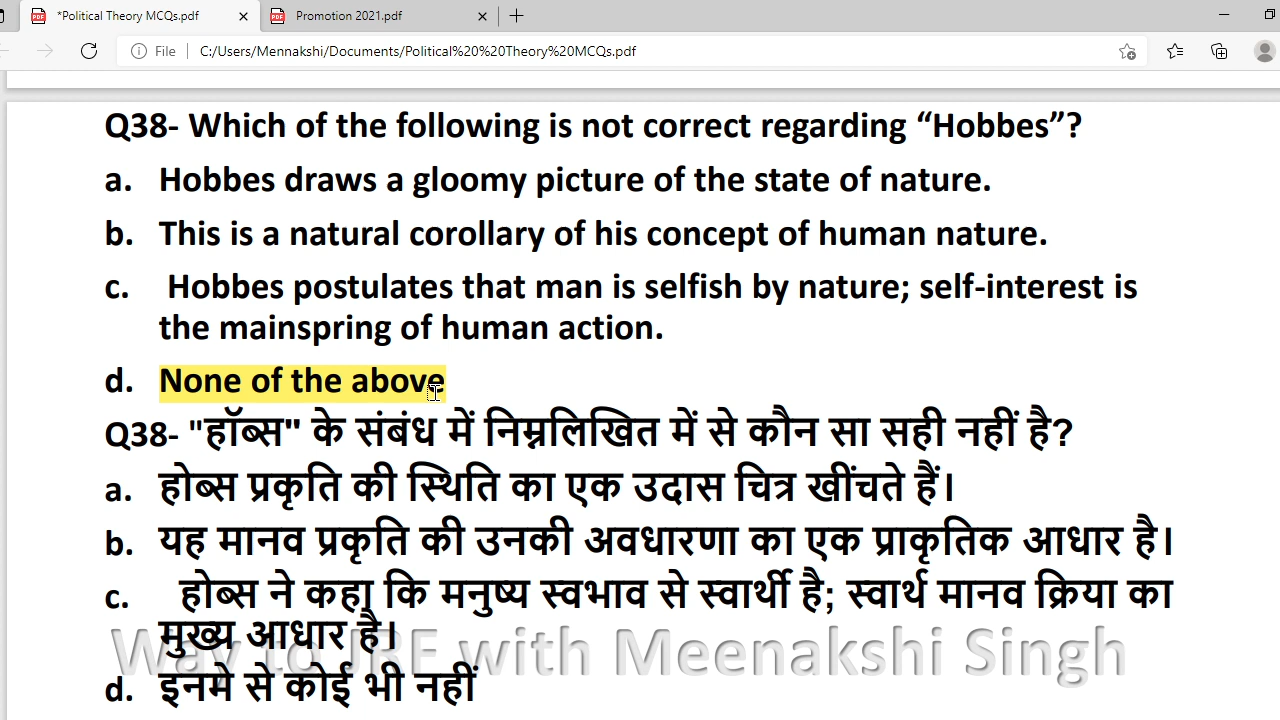 *Political Theory MCQs.pdf
Promotion 2021.pdf
File
C:/Users/Mennakshi/Documents/Political%20%20Theory%20MCQs.pdf
Q38- Which of the following is not correct regarding “Hobbes”?
a. Hobbes draws a gloomy picture of the state of nature.
b. This is a natural corollary of his concept of human nature.
c. Hobbes postulates that man is selfish by nature; self-interest is
the mainspring of human action.
d. None of the above
Q38- "हॉब्स" के संबंध में निम्नलिखित में से कौन सा सही नहीं है?
a. होब्स प्रकृति की स्थिति का एक उदास चित्र खींचते हैं।
b. यह मानव प्रकृति की उनकी अवधारणा का एक प्राकृतिक आधार है।
c. होब्स ने कहा कि मनुष्य स्वभाव से स्वार्थी है; स्वार्थ मानव क्रिया का
मुख्य आधार है।
Way to JRF with Meenakshi Singh
d. इनमे से कोई भी नहीं